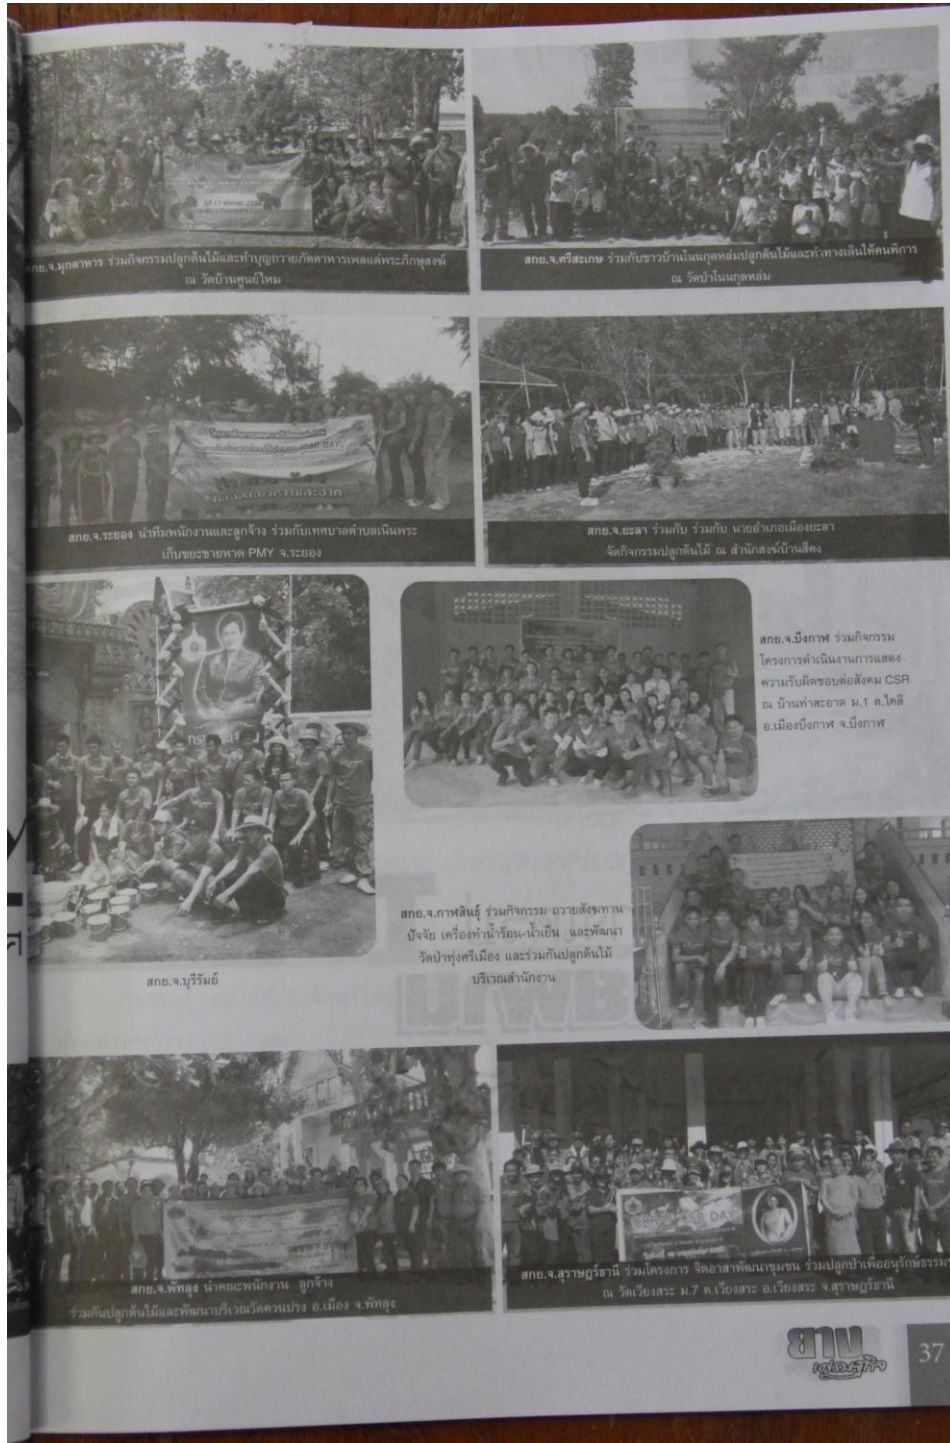 สกย.จ.มุกดาหาร ร่วมกิจกรรมปลูกต้นไม้และทำบุญถวายภัตตาหารเพลแด่พระภิกษุสงฆ์
ณ วัดบ้านศูนย์ไหม
สกย.จ.ศรีสะเกษ ร่วมกับชาวบ้านโนนกุดหล่มปลูกต้นไม้และทำทางเดินให้คนพิการ
ณ วัดป่าโนนกุดหล่ม
สกย.จ.ระยอง นำทีมพนักงานและลูกจ้าง ร่วมกับเทศบาลตำบลเนินพระ
เก็บขยะชายหาด PMY จ.ระยอง
สกย.จ.ยะลา ร่วมกับ ร่วมกับ นายอำเภอเมืองยะลา
จัดกิจกรรมปลูกต้นไม้ ณ สำนักสงฆ์บ้านสี่คง
สกย.จ.บึงกาฬ ร่วมกิจกรรม
โครงการดำเนินงานการแสดง
ความรับผิดชอบต่อสังคม CSR
ณ บ้านท่าสะอาด ม.1 ต.ไคสี
อ.เมืองบึงกาฬ จ.บึงกาฬ
สกย.จ.บุรีรัมย์
สกย.จ.กาฬสินธุ์ ร่วมกิจกรรม ถวายสังฆทาน
ปัจจัย เครื่องทำน้ำร้อน-น้ำเย็น และพัฒนา
วัดป่าทุ่งศรีเมือง และร่วมกันปลูกต้นไม้
บริเวณสำนักงาน
สกย.จ.พัทลุง นำคณะพนักงาน ลูกจ้าง
ร่วมกันปลูกต้นไม้และพัฒนาบริเวณวัดควนปรง อ.เมือง จ.พัทลุง
CSR DAY
สกย.จ.สุราษฎร์ธานี ร่วมโครงการ จิตอาสาพัฒนาชุมชน ร่วมปลูกป่าเพื่ออนุรักษ์ธรรมช
ณ วัดเวียงสระ ม.7 ต.เวียงสระ อ.เวียงสระ จ.สุราษฎร์ธานี
ยาง
เศรษฐกิจ
37